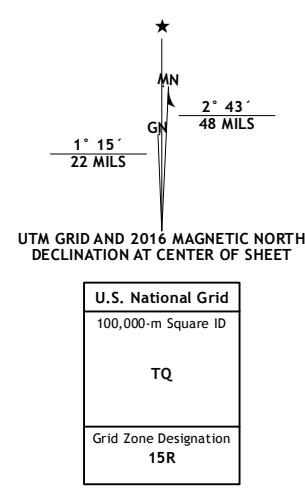 ★
MN
GN
2° 43´
48 MILS
1° 15´
22 MILS
UTM GRID AND 2016 MAGNETIC NORTH
DECLINATION AT CENTER OF SHEET
U.S. National Grid
100,000-m Square ID
TQ
Grid Zone Designation
15R